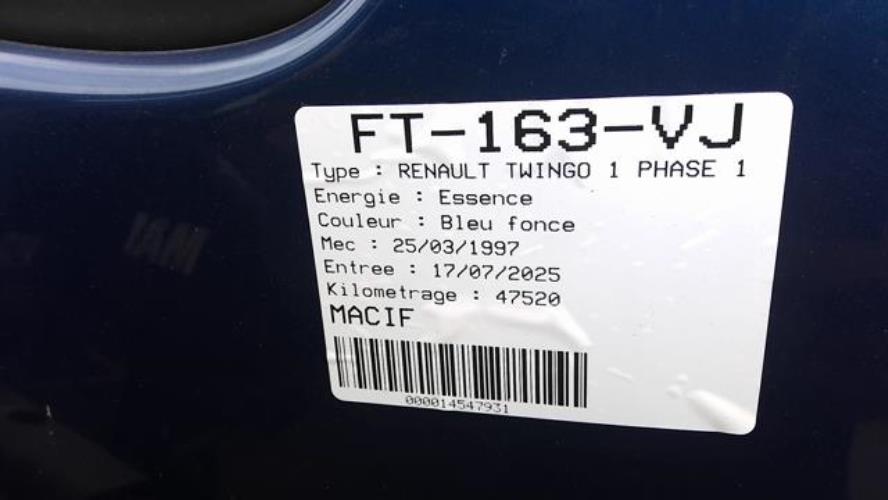 FT-163-VJ
Type : RENAULT TWINGO 1 PHASE 1
Energie : Essence
Couleur : Bleu fonce
Mec : 25/03/1997
Entree : 17/07/2025
Kilometrage : 47520
MACIF
000014547931